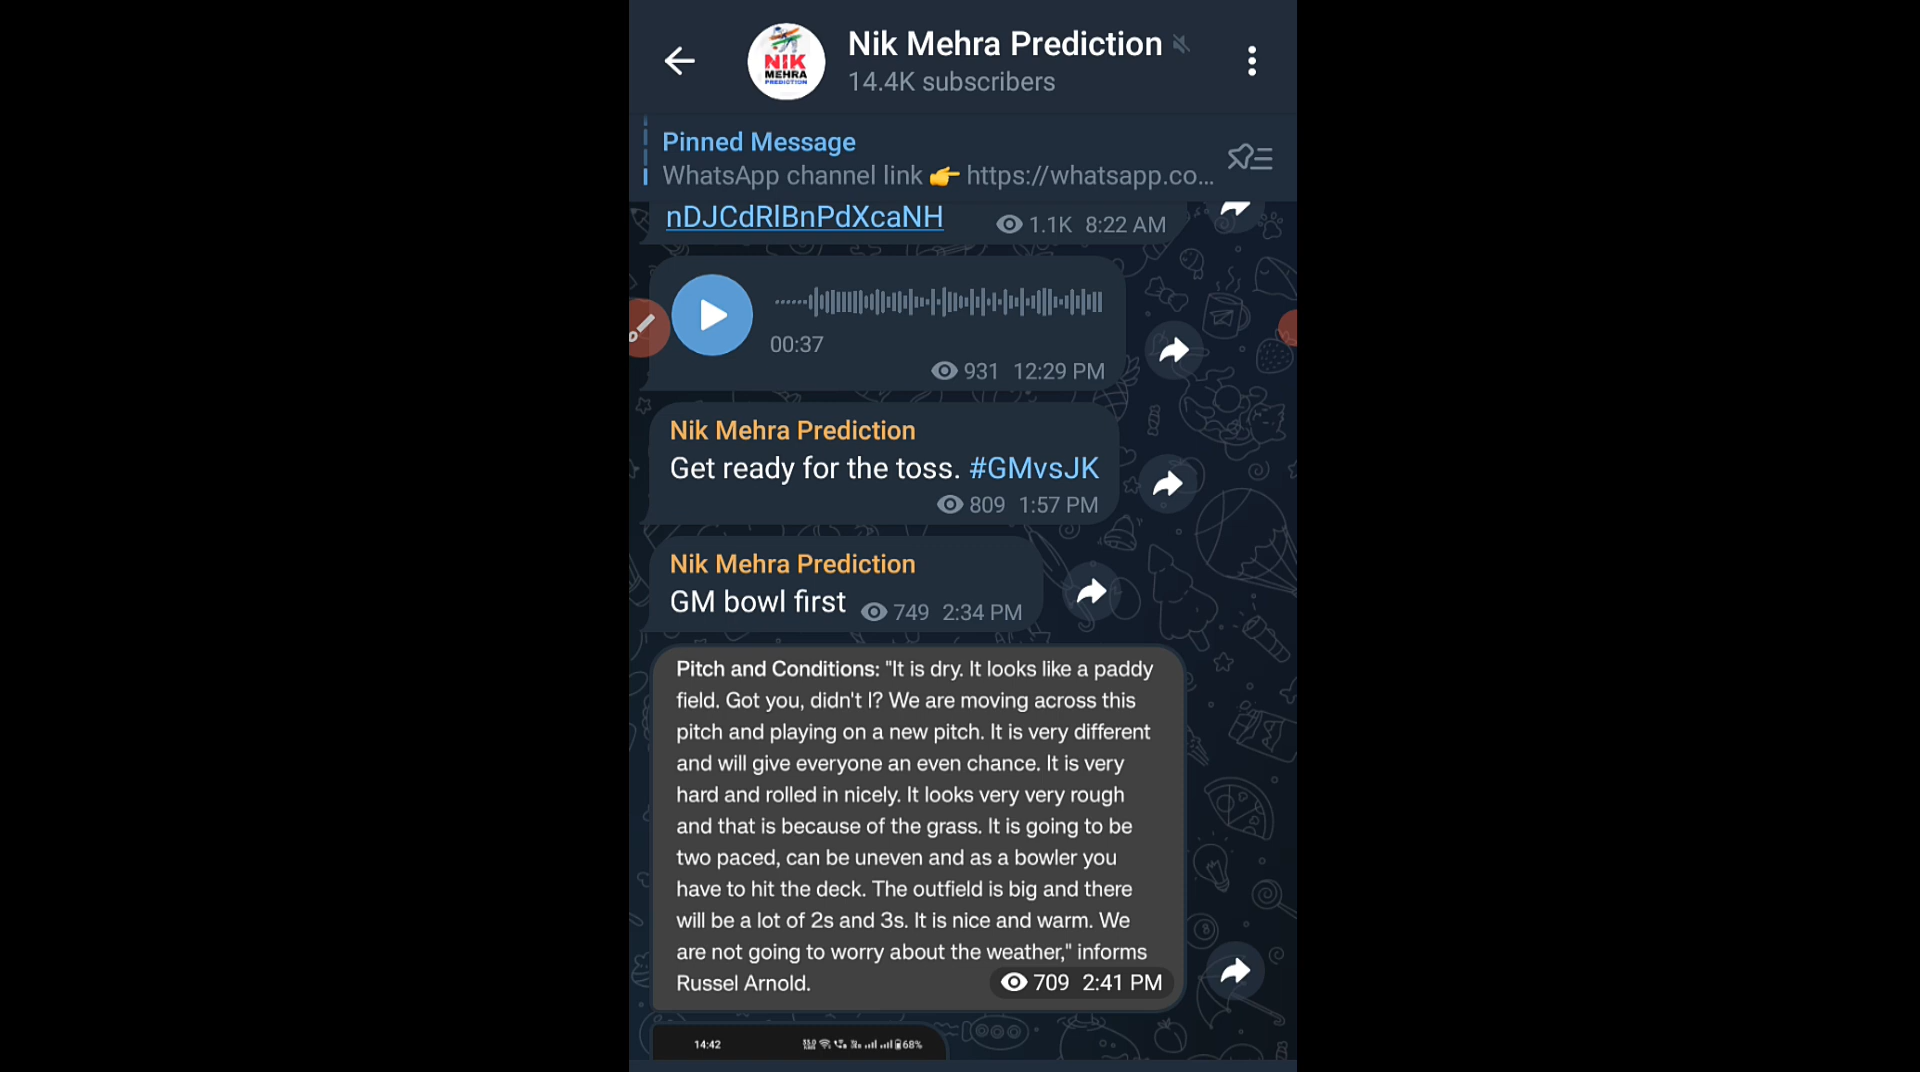 NIK
MEHRA
PREDICTION
Nik Mehra Prediction
14.4K subscribers
Pinned Message
WhatsApp channel link 👉 https://whatsapp.co...
nDJCdRlBnPdXcaNH
1.1K 8:22 AM
00:37
931 12:29 PM
Nik Mehra Prediction
Get ready for the toss. #GMvsJK
809 1:57 PM
Nik Mehra Prediction
GM bowl first
749 2:34 PM
Pitch and Conditions: "It is dry. It looks like a paddy
field. Got you, didn't I? We are moving across this
pitch and playing on a new pitch. It is very different
and will give everyone an even chance. It is very
hard and rolled in nicely. It looks very very rough
and that is because of the grass. It is going to be
two paced, can be uneven and as a bowler you
have to hit the deck. The outfield is big and there
will be a lot of 2s and 3s. It is nice and warm. We
are not going to worry about the weather," informs
Russel Arnold.
709 2:41 PM
14:42
68%